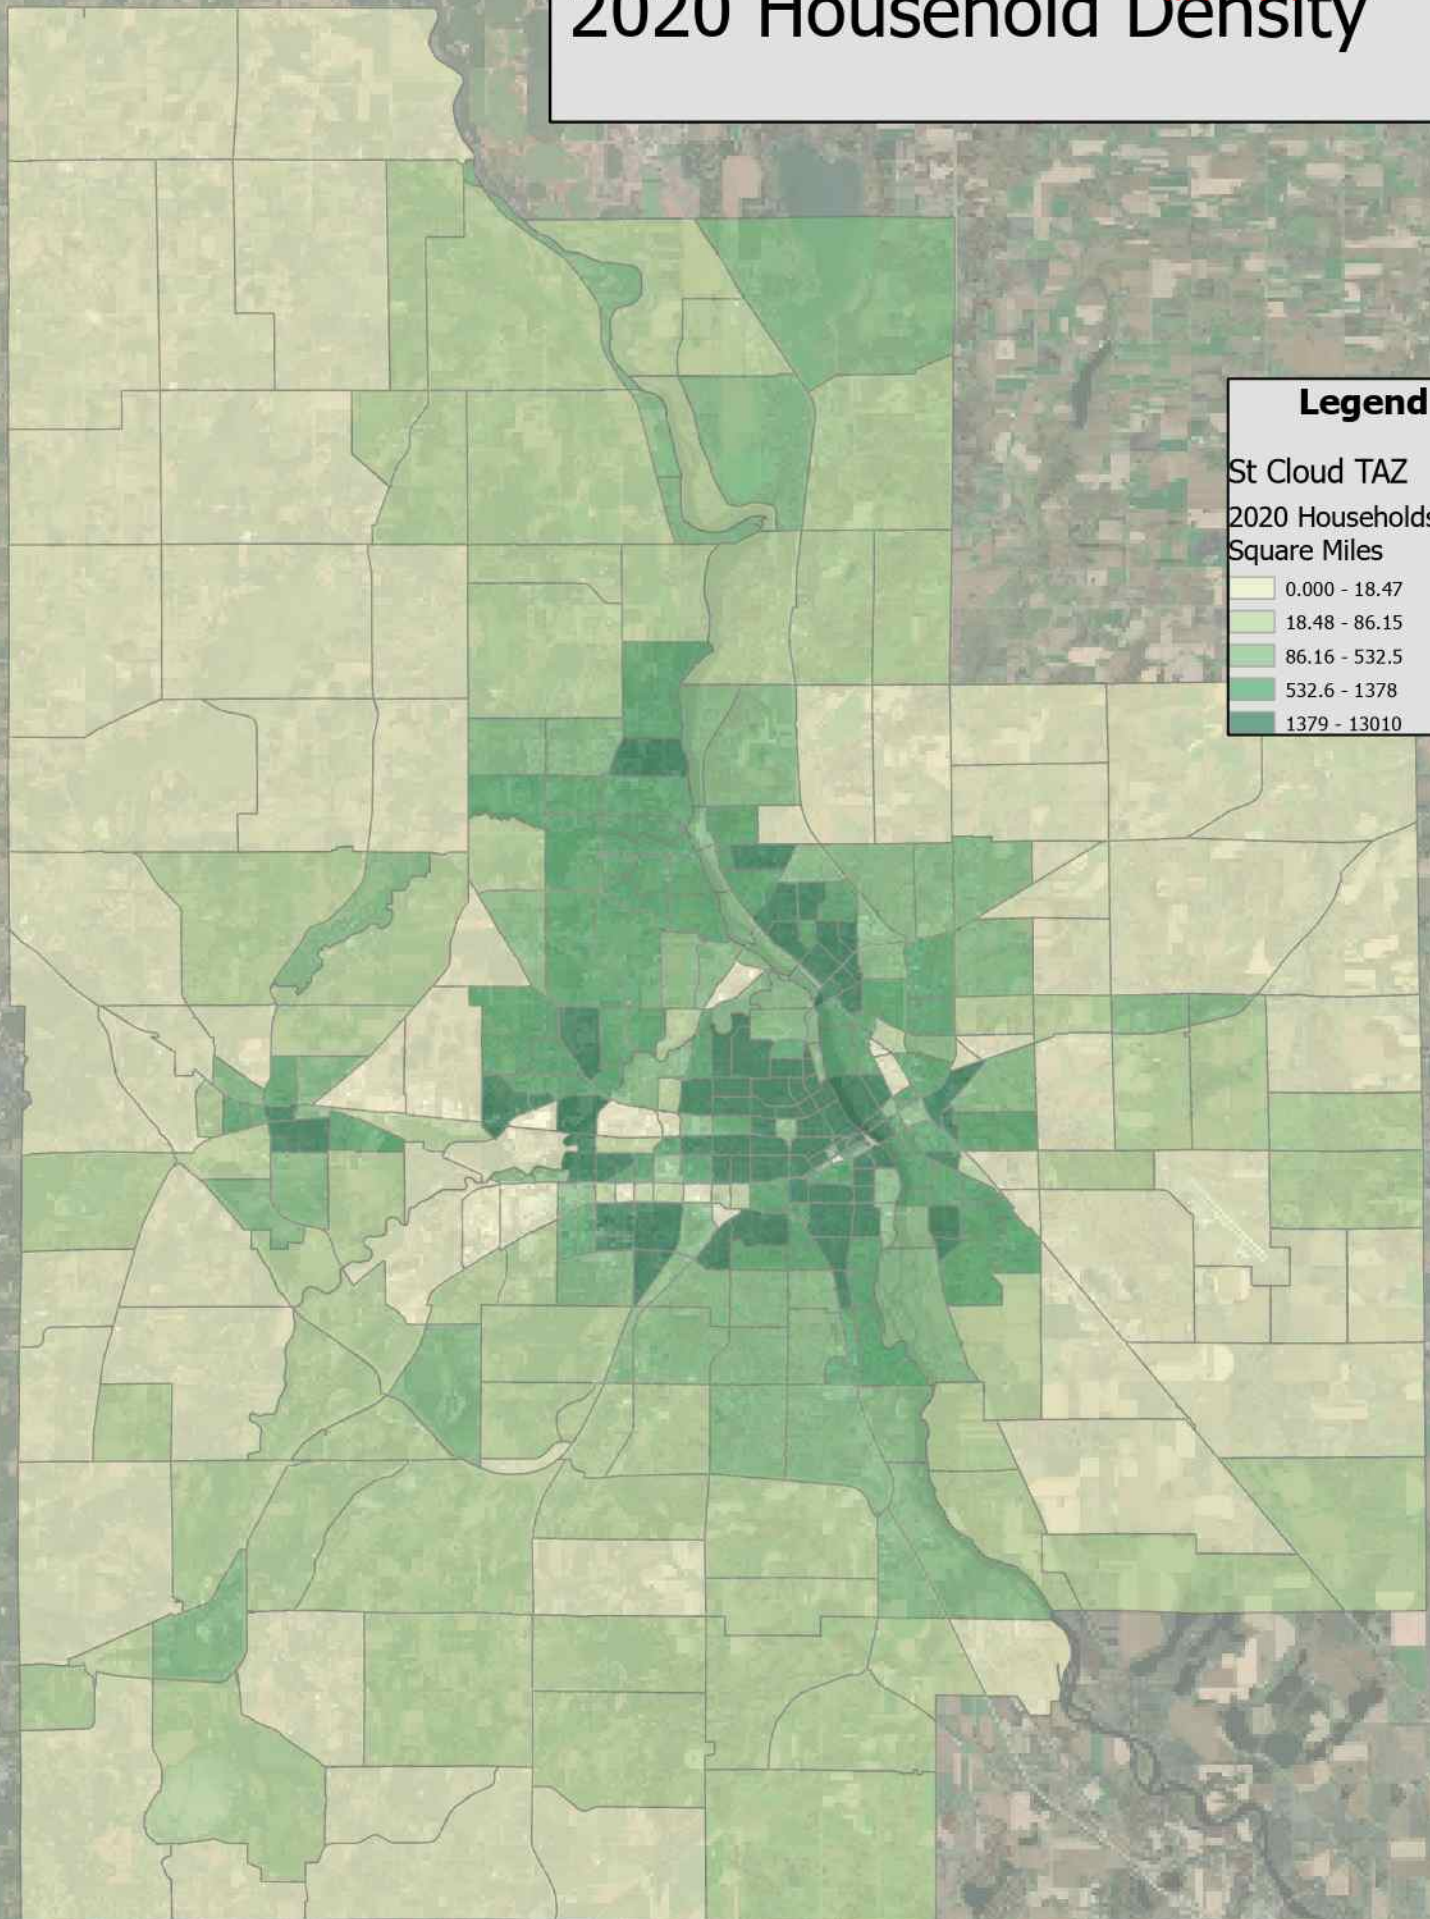 2020 Household Density
Legend
St Cloud TAZ
2020 Households
Square Miles
0.000 - 18.47
18.48 - 86.15
86.16 - 532.5
532.6 - 1378
1379 - 13010